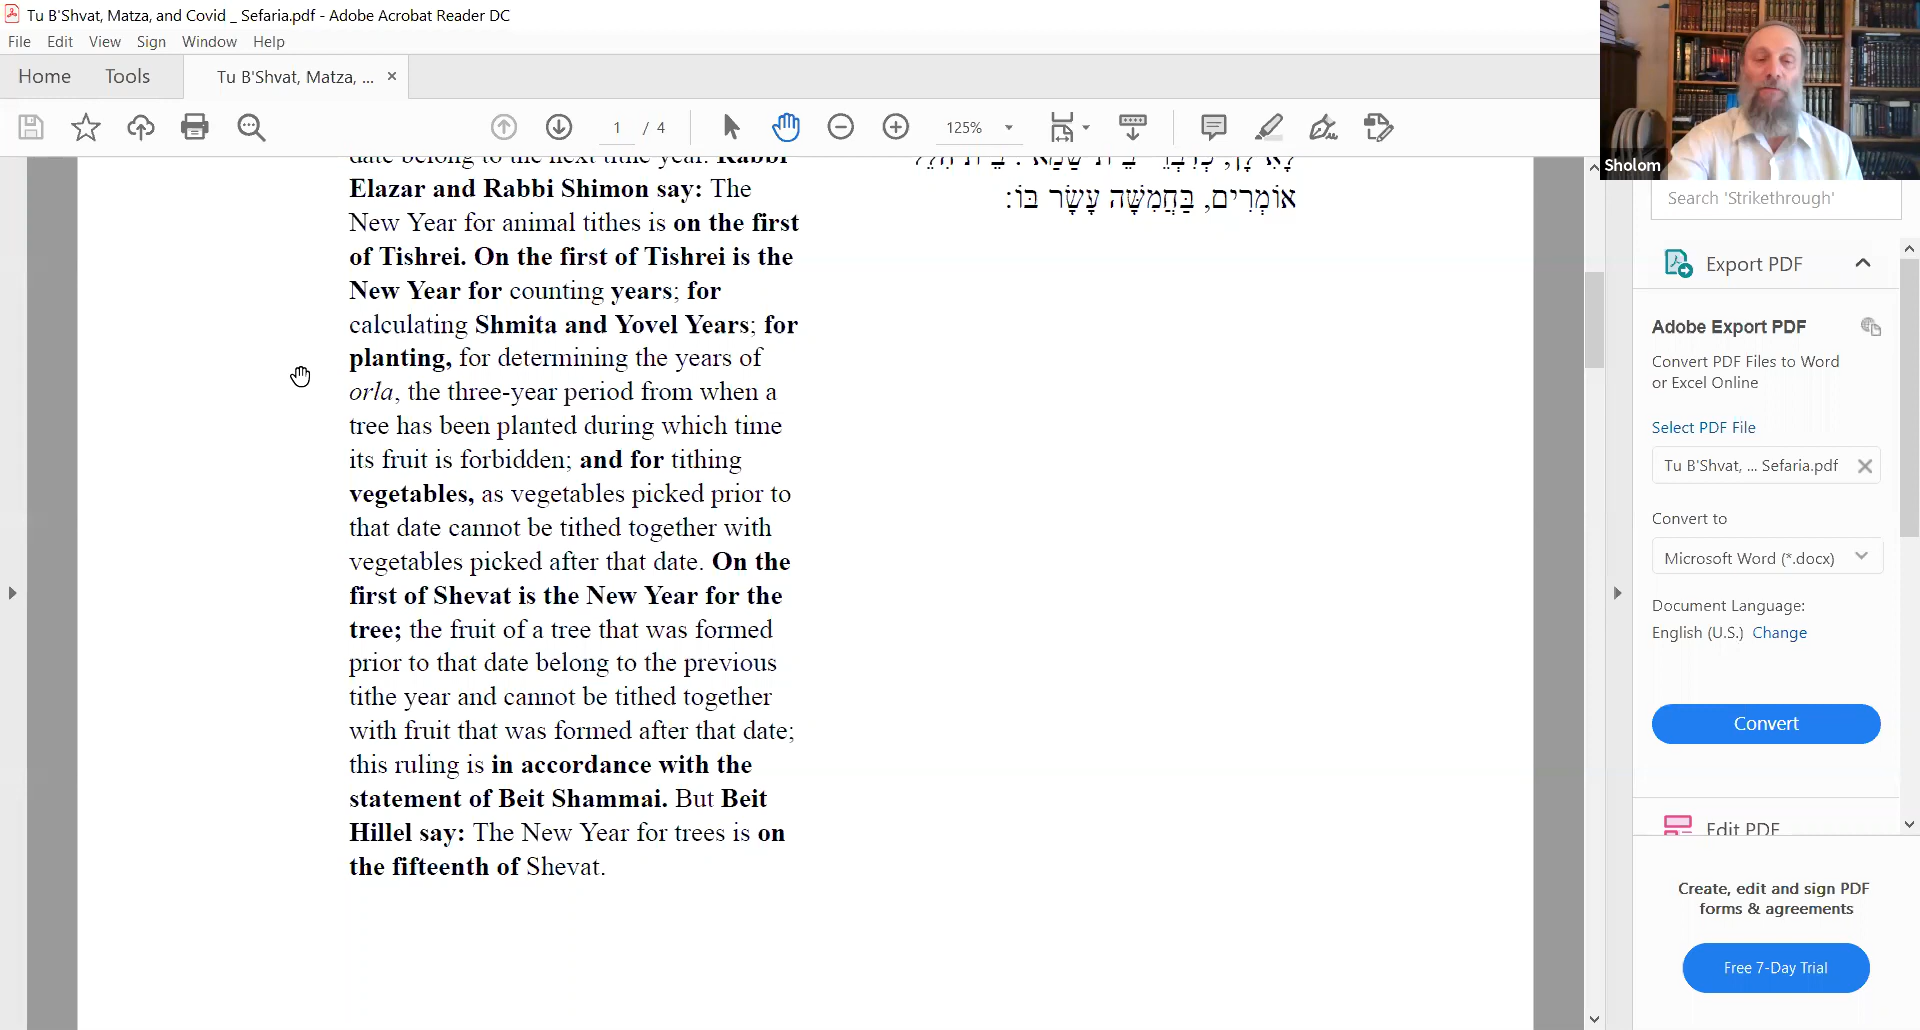 Tu B'Shvat, Matza, and Covid _ Sefaria.pdf - Adobe Acrobat Reader DC
File Edit View Sign Window Help
Home Tools Tu B'Shvat, Matza, ... ×
1 / 4 125%
Sholom
date belong to the next tithe year. Rabbi
Elazar and Rabbi Shimon say: The
New Year for animal tithes is on the first
of Tishrei. On the first of Tishrei is the
New Year for counting years; for
calculating Shmita and Yovel Years; for
planting, for determining the years of
orla, the three-year period from when a
tree has been planted during which time
its fruit is forbidden; and for tithing
vegetables, as vegetables picked prior to
that date cannot be tithed together with
vegetables picked after that date. On the
first of Shevat is the New Year for the
tree; the fruit of a tree that was formed
prior to that date belong to the previous
tithe year and cannot be tithed together
with fruit that was formed after that date;
this ruling is in accordance with the
statement of Beit Shammai. But Beit
Hillel say: The New Year for trees is on
the fifteenth of Shevat.
אוֹמְרִים, בַּחֲמִשָּׁה עָשָׂר בּוֹ:
Search 'Strikethrough'
Export PDF
Adobe Export PDF
Convert PDF Files to Word
or Excel Online
Select PDF File
Tu B'Shvat, ... Sefaria.pdf
Convert to
Microsoft Word (*.docx)
Document Language:
English (U.S.) Change
Convert
Edit PDF
Create, edit and sign PDF
forms & agreements
Free 7-Day Trial